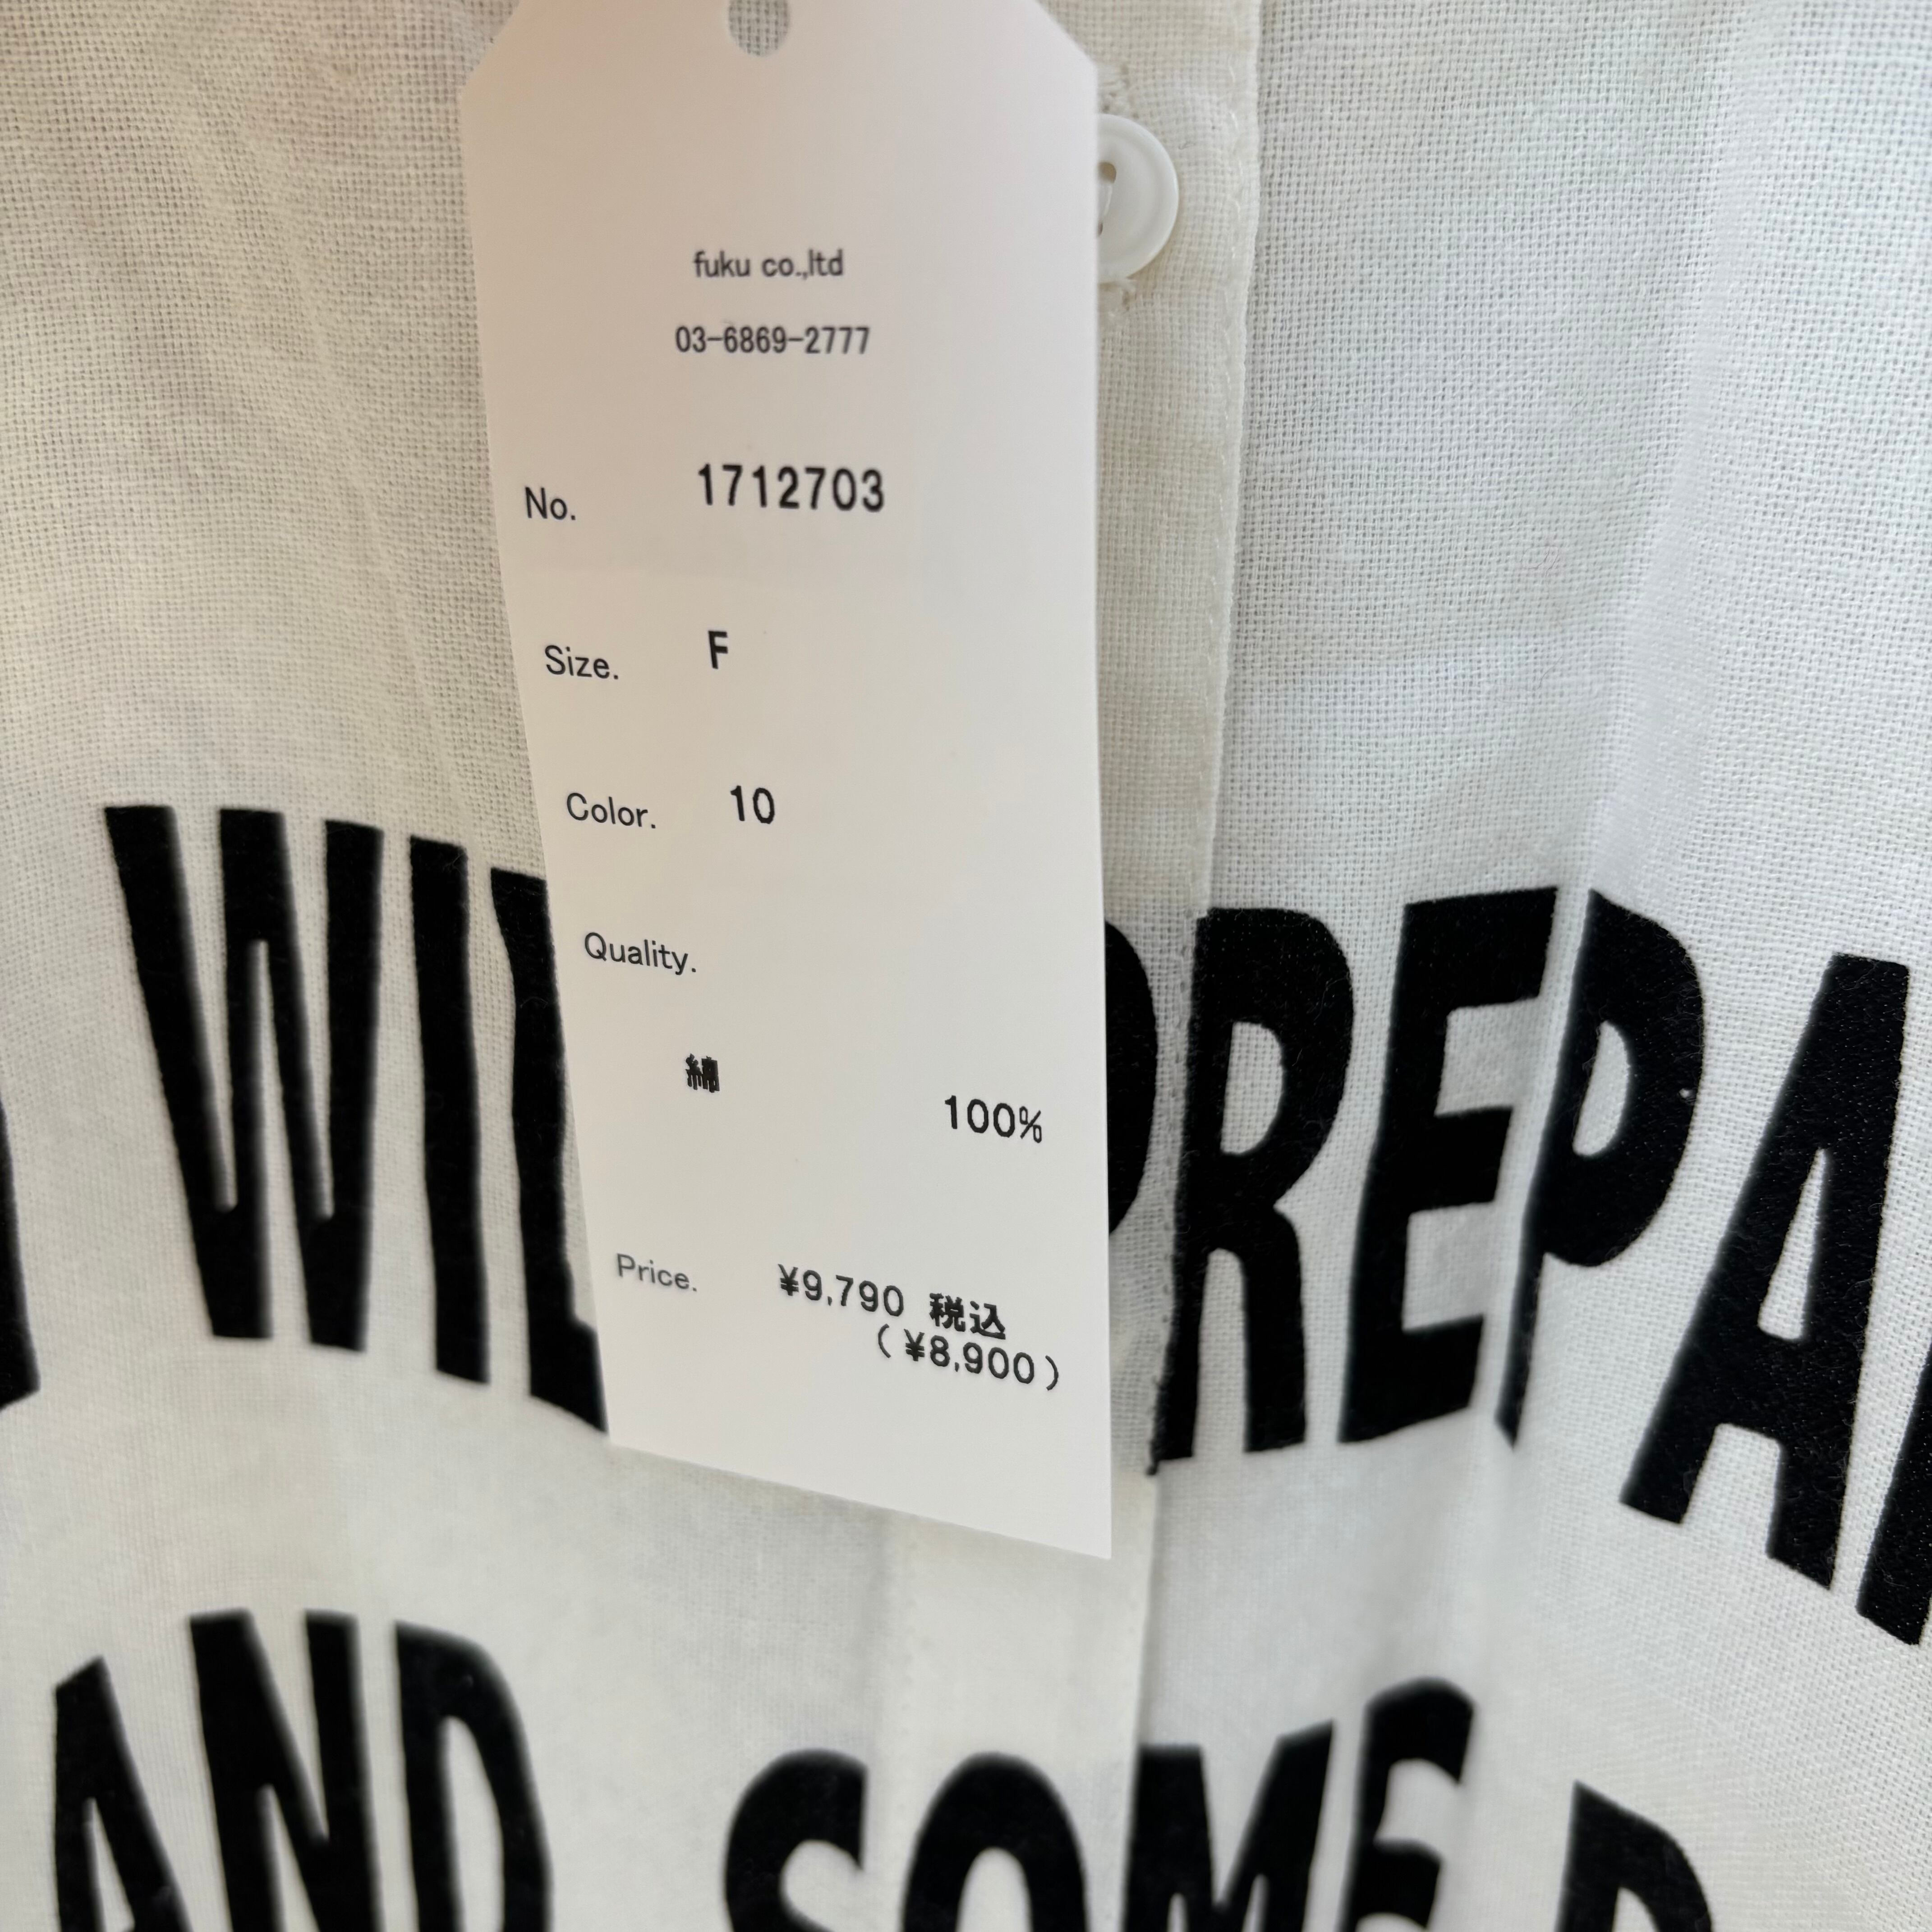 fuku co.,ltd
03-6869-2777
No. 1712703
Size. F
Color. 10
Quality.
綿 100%
Price. ¥9,790 税込
(¥8,900)
AND SOME